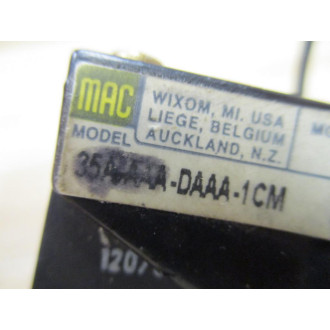 MAC
WIXOM, MI. USA
LIEGE, BELGIUM
AUCKLAND, N.Z.
MODEL
-DAAA-1CM